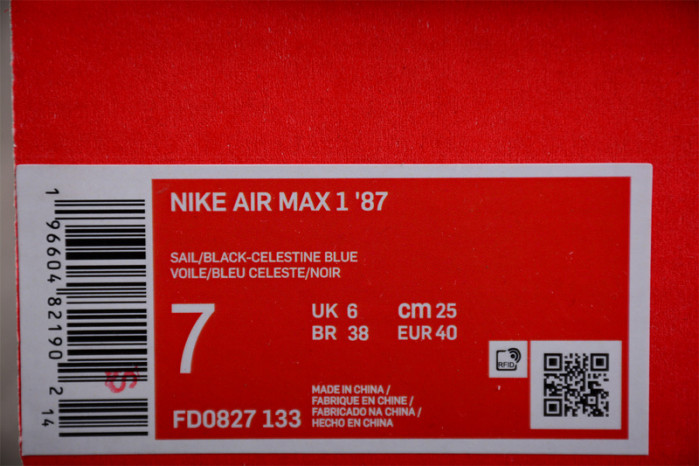 NIKE AIR MAX 1 '87
SAIL/BLACK-CELESTINE BLUE
VOILE/BLEU CELESTE/NOIR
7
UK 6 cm 25
BR 38 EUR 40
RFID
FD0827 133
MADE IN CHINA /
FABRIQUE EN CHINE /
FABRICADO NA CHINA /
HECHO EN CHINA
1 96604 82190 2 14